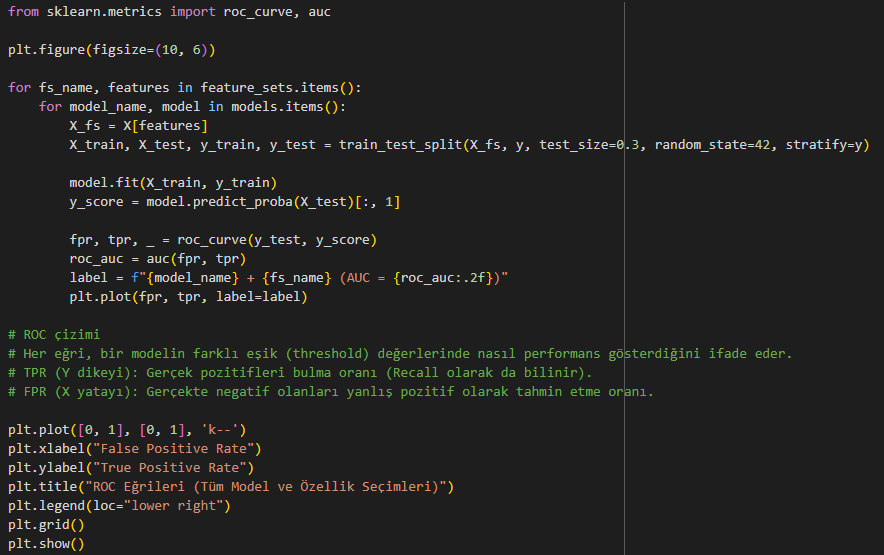 from sklearn.metrics import roc_curve, auc
plt.figure(figsize=(10, 6))
for fs_name, features in feature_sets.items():
    for model_name, model in models.items():
        X_fs = X[features]
        X_train, X_test, y_train, y_test = train_test_split(X_fs, y, test_size=0.3, random_state=42, stratify=y)
        model.fit(X_train, y_train)
        y_score = model.predict_proba(X_test)[:, 1]
        fpr, tpr, _ = roc_curve(y_test, y_score)
        roc_auc = auc(fpr, tpr)
        label = f"{model_name} + {fs_name} (AUC = {roc_auc:.2f})"
        plt.plot(fpr, tpr, label=label)
# ROC çizimi
# Her eğri, bir modelin farklı eşik (threshold) değerlerinde nasıl performans gösterdiğini ifade eder.
# TPR (Y dikeyi): Gerçek pozitifleri bulma oranı (Recall olarak da bilinir).
# FPR (X yatayı): Gerçekte negatif olanları yanlış pozitif olarak tahmin etme oranı.
plt.plot([0, 1], [0, 1], 'k--')
plt.xlabel("False Positive Rate")
plt.ylabel("True Positive Rate")
plt.title("ROC Eğrileri (Tüm Model ve Özellik Seçimleri)")
plt.legend(loc="lower right")
plt.grid()
plt.show()